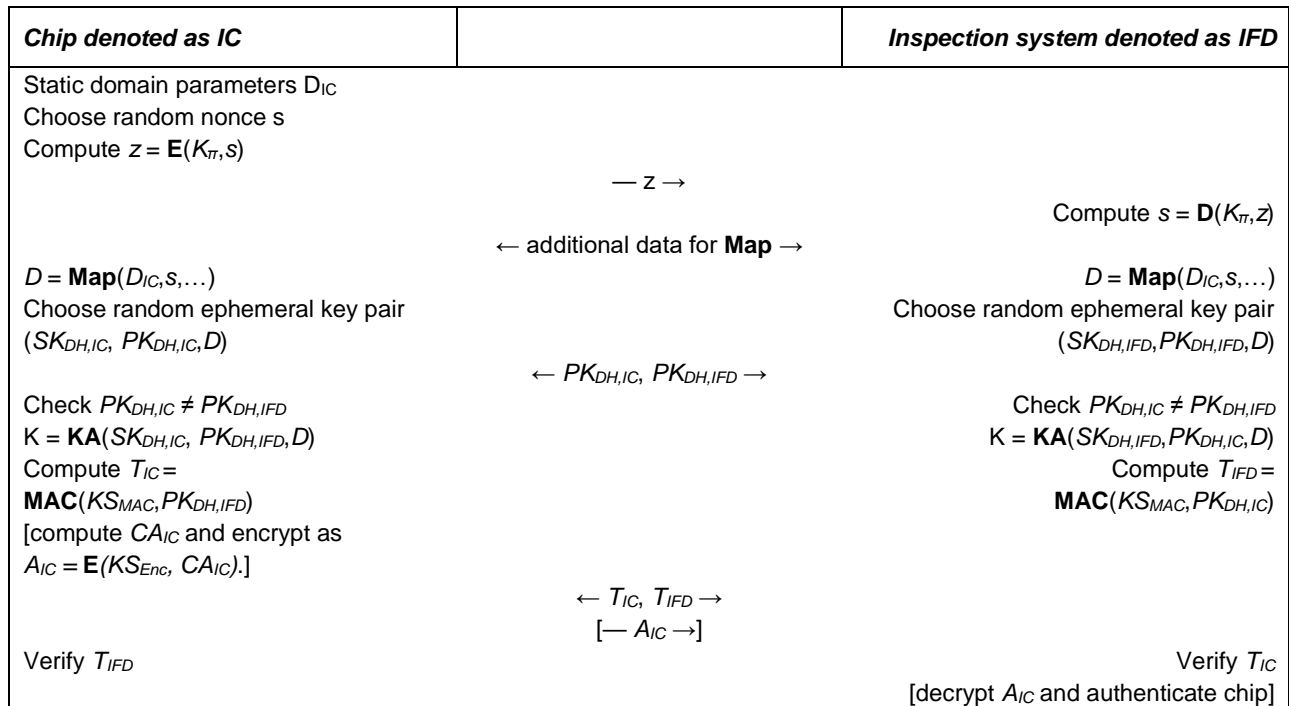 Chip denoted as IC
Inspection system denoted as IFD
Static domain parameters D_IC
Choose random nonce s
Compute z = E(K_π,s)
— z →
Compute s = D(K_π,z)
← additional data for Map →
D = Map(D_IC,s,…)
D = Map(D_IC,s,…)
Choose random ephemeral key pair
Choose random ephemeral key pair
(SK_DH,IC, PK_DH,IC,D)
(SK_DH,IFD,PK_DH,IFD,D)
← PK_DH,IC, PK_DH,IFD →
Check PK_DH,IC ≠ PK_DH,IFD
Check PK_DH,IC ≠ PK_DH,IFD
K = KA(SK_DH,IC, PK_DH,IFD,D)
K = KA(SK_DH,IFD,PK_DH,IC,D)
Compute T_IC =
Compute T_IFD =
MAC(KS_MAC,PK_DH,IFD)
MAC(KS_MAC,PK_DH,IC)
[compute CA_IC and encrypt as
A_IC = E(KS_Enc, CA_IC).]
← T_IC, T_IFD →
[— A_IC →]
Verify T_IFD
Verify T_IC
[decrypt A_IC and authenticate chip]